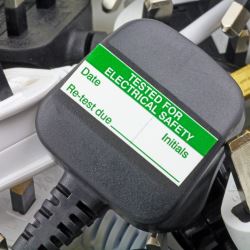 TESTED FOR
ELECTRICAL SAFETY
Date
Initials
Re-test due